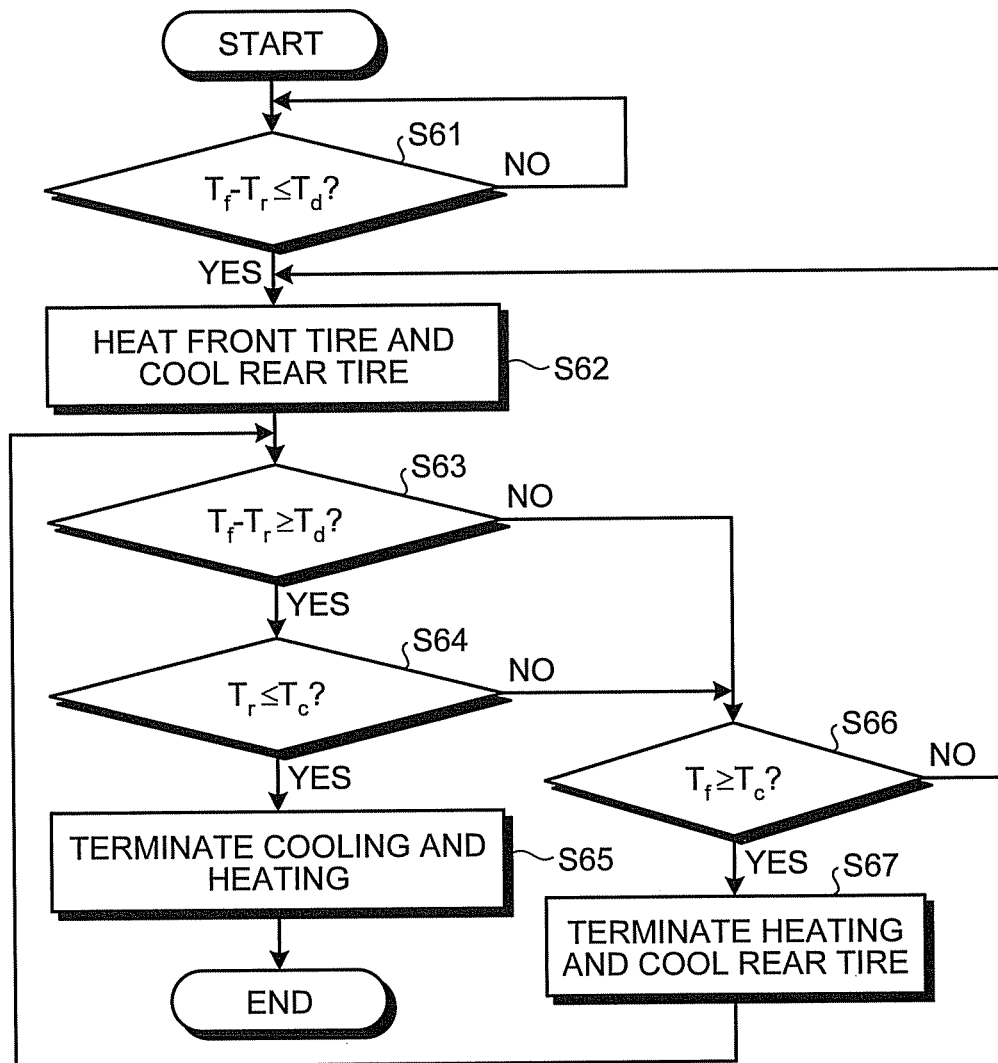 START
S61
T_f-T_r≤T_d?
NO
YES
HEAT FRONT TIRE AND
COOL REAR TIRE
S62
S63
T_f-T_r≥T_d?
NO
YES
S64
T_r≤T_c?
NO
YES
S66
T_f≥T_c?
NO
YES
TERMINATE COOLING AND
HEATING
S65
S67
TERMINATE HEATING
AND COOL REAR TIRE
END